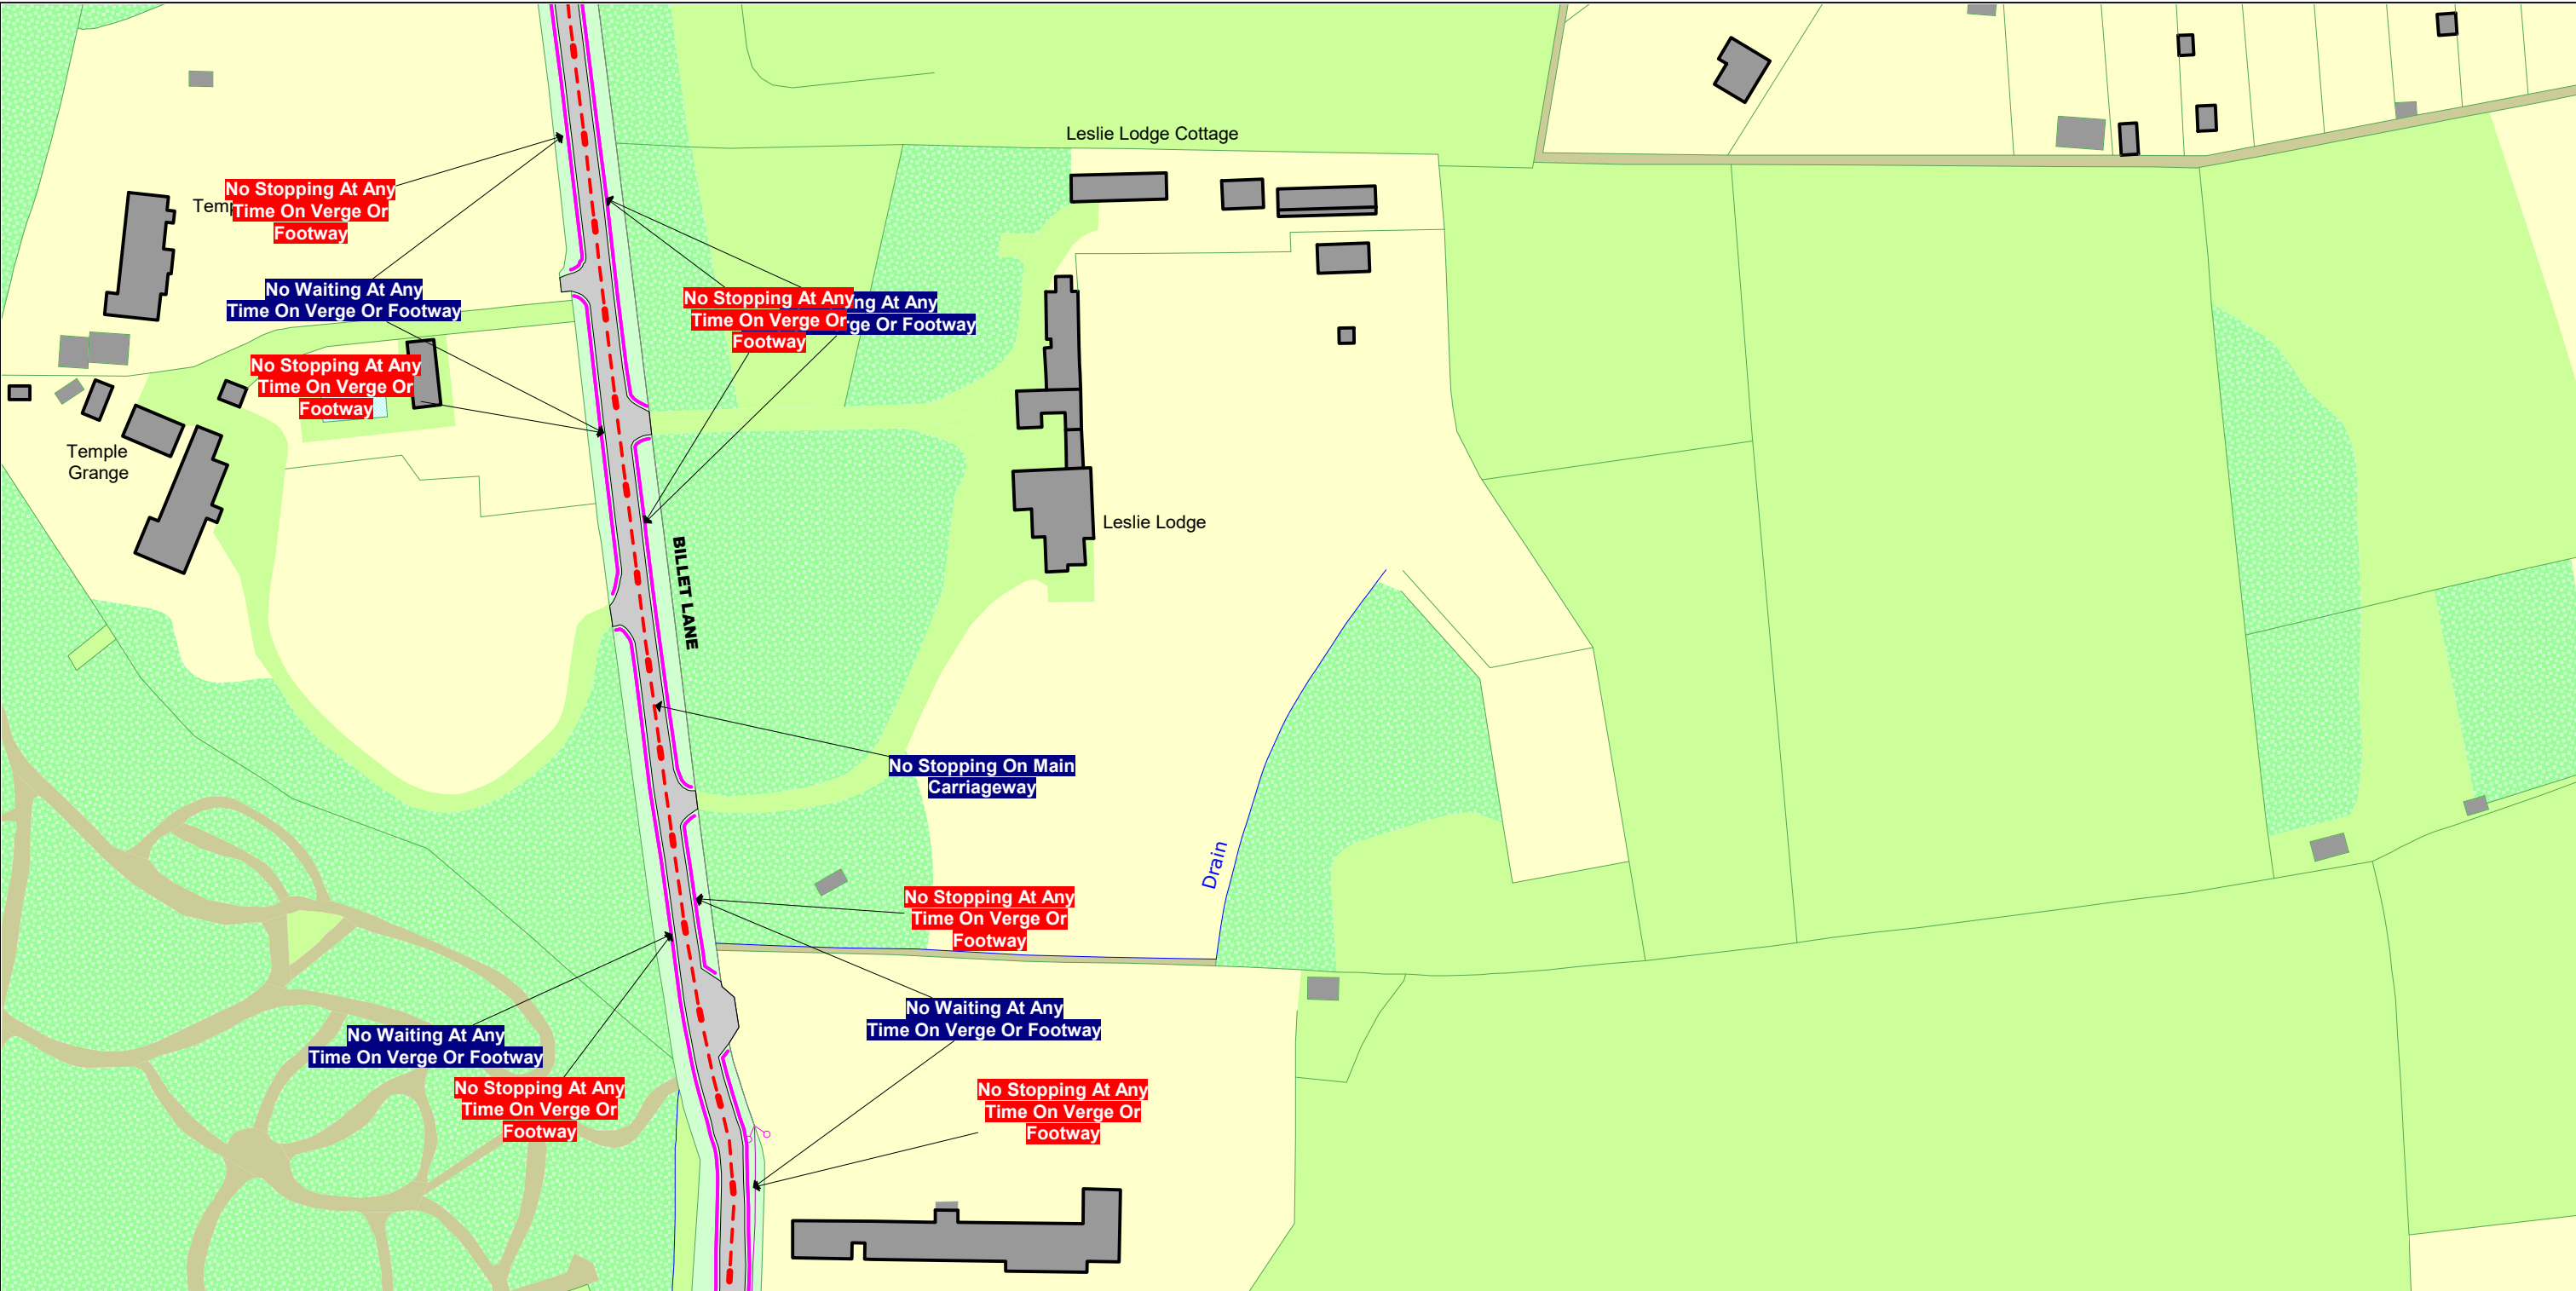 Leslie Lodge Cottage
No Stopping At Any
Time On Verge Or
Footway
No Waiting At Any
Time On Verge Or Footway
No Stopping At Any
Time On Verge Or
Footway
ng At Any
ge Or Footway
No Stopping At Any
Time On Verge Or
Footway
Temple
Grange
Leslie Lodge
BILLET LANE
No Stopping On Main
Carriageway
Drain
No Stopping At Any
Time On Verge Or
Footway
No Waiting At Any
Time On Verge Or Footway
No Waiting At Any
Time On Verge Or Footway
No Stopping At Any
Time On Verge Or
Footway
No Stopping At Any
Time On Verge Or
Footway